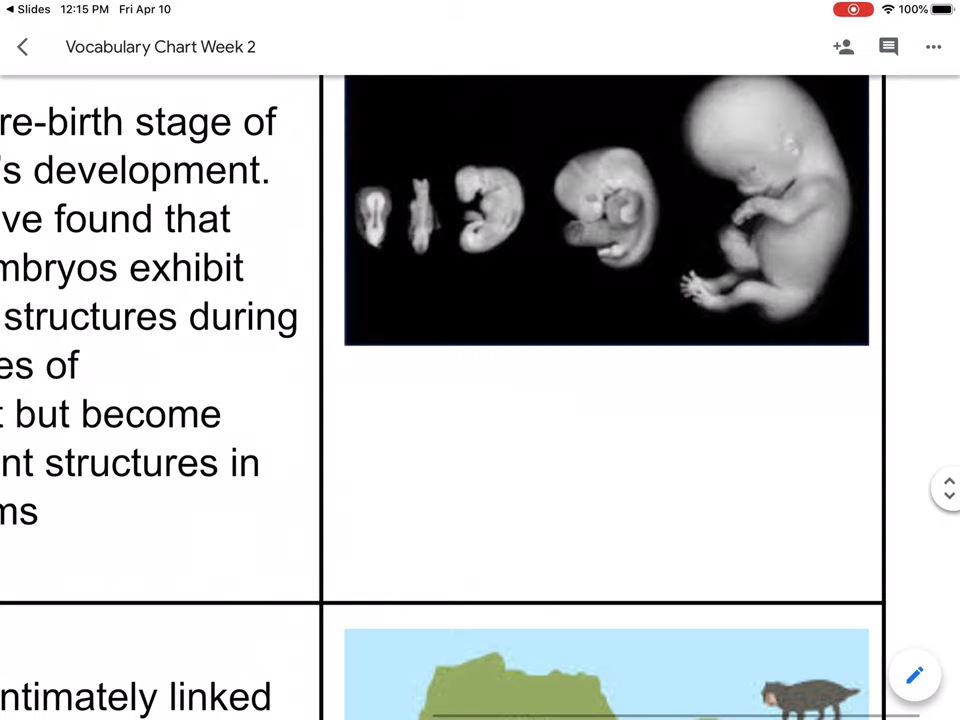 Slides 12:15 PM Fri Apr 10 100%
Vocabulary Chart Week 2
re-birth stage of
's development.
ve found that
mbryos exhibit
structures during
es of
t but become
nt structures in
ms
ntimately linked